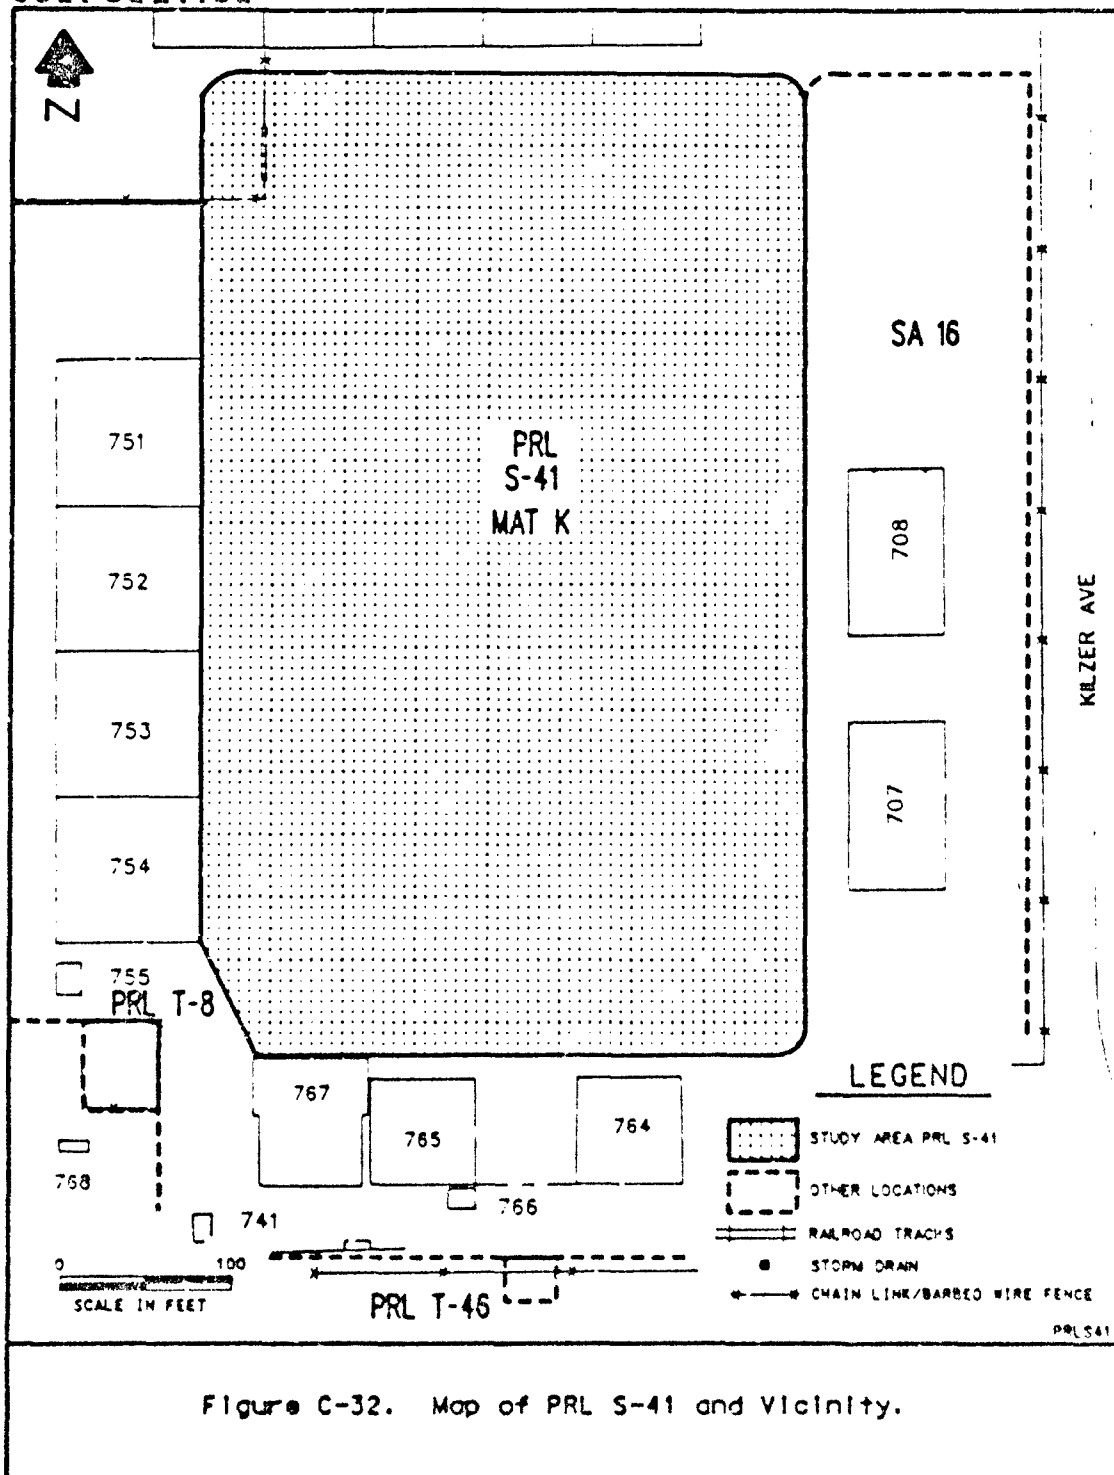 N
SA 16
PRL
S-41
MAT K
751
752
753
754
755
708
707
KILZER AVE
PRL T-8
767
765
764
766
768
741
0 100
SCALE IN FEET
PRL T-46
LEGEND
STUDY AREA PRL S-41
OTHER LOCATIONS
RAILROAD TRACKS
STORM DRAIN
CHAIN LINK/BARBED WIRE FENCE
PRLS41
Figure C-32. Map of PRL S-41 and Vicinity.